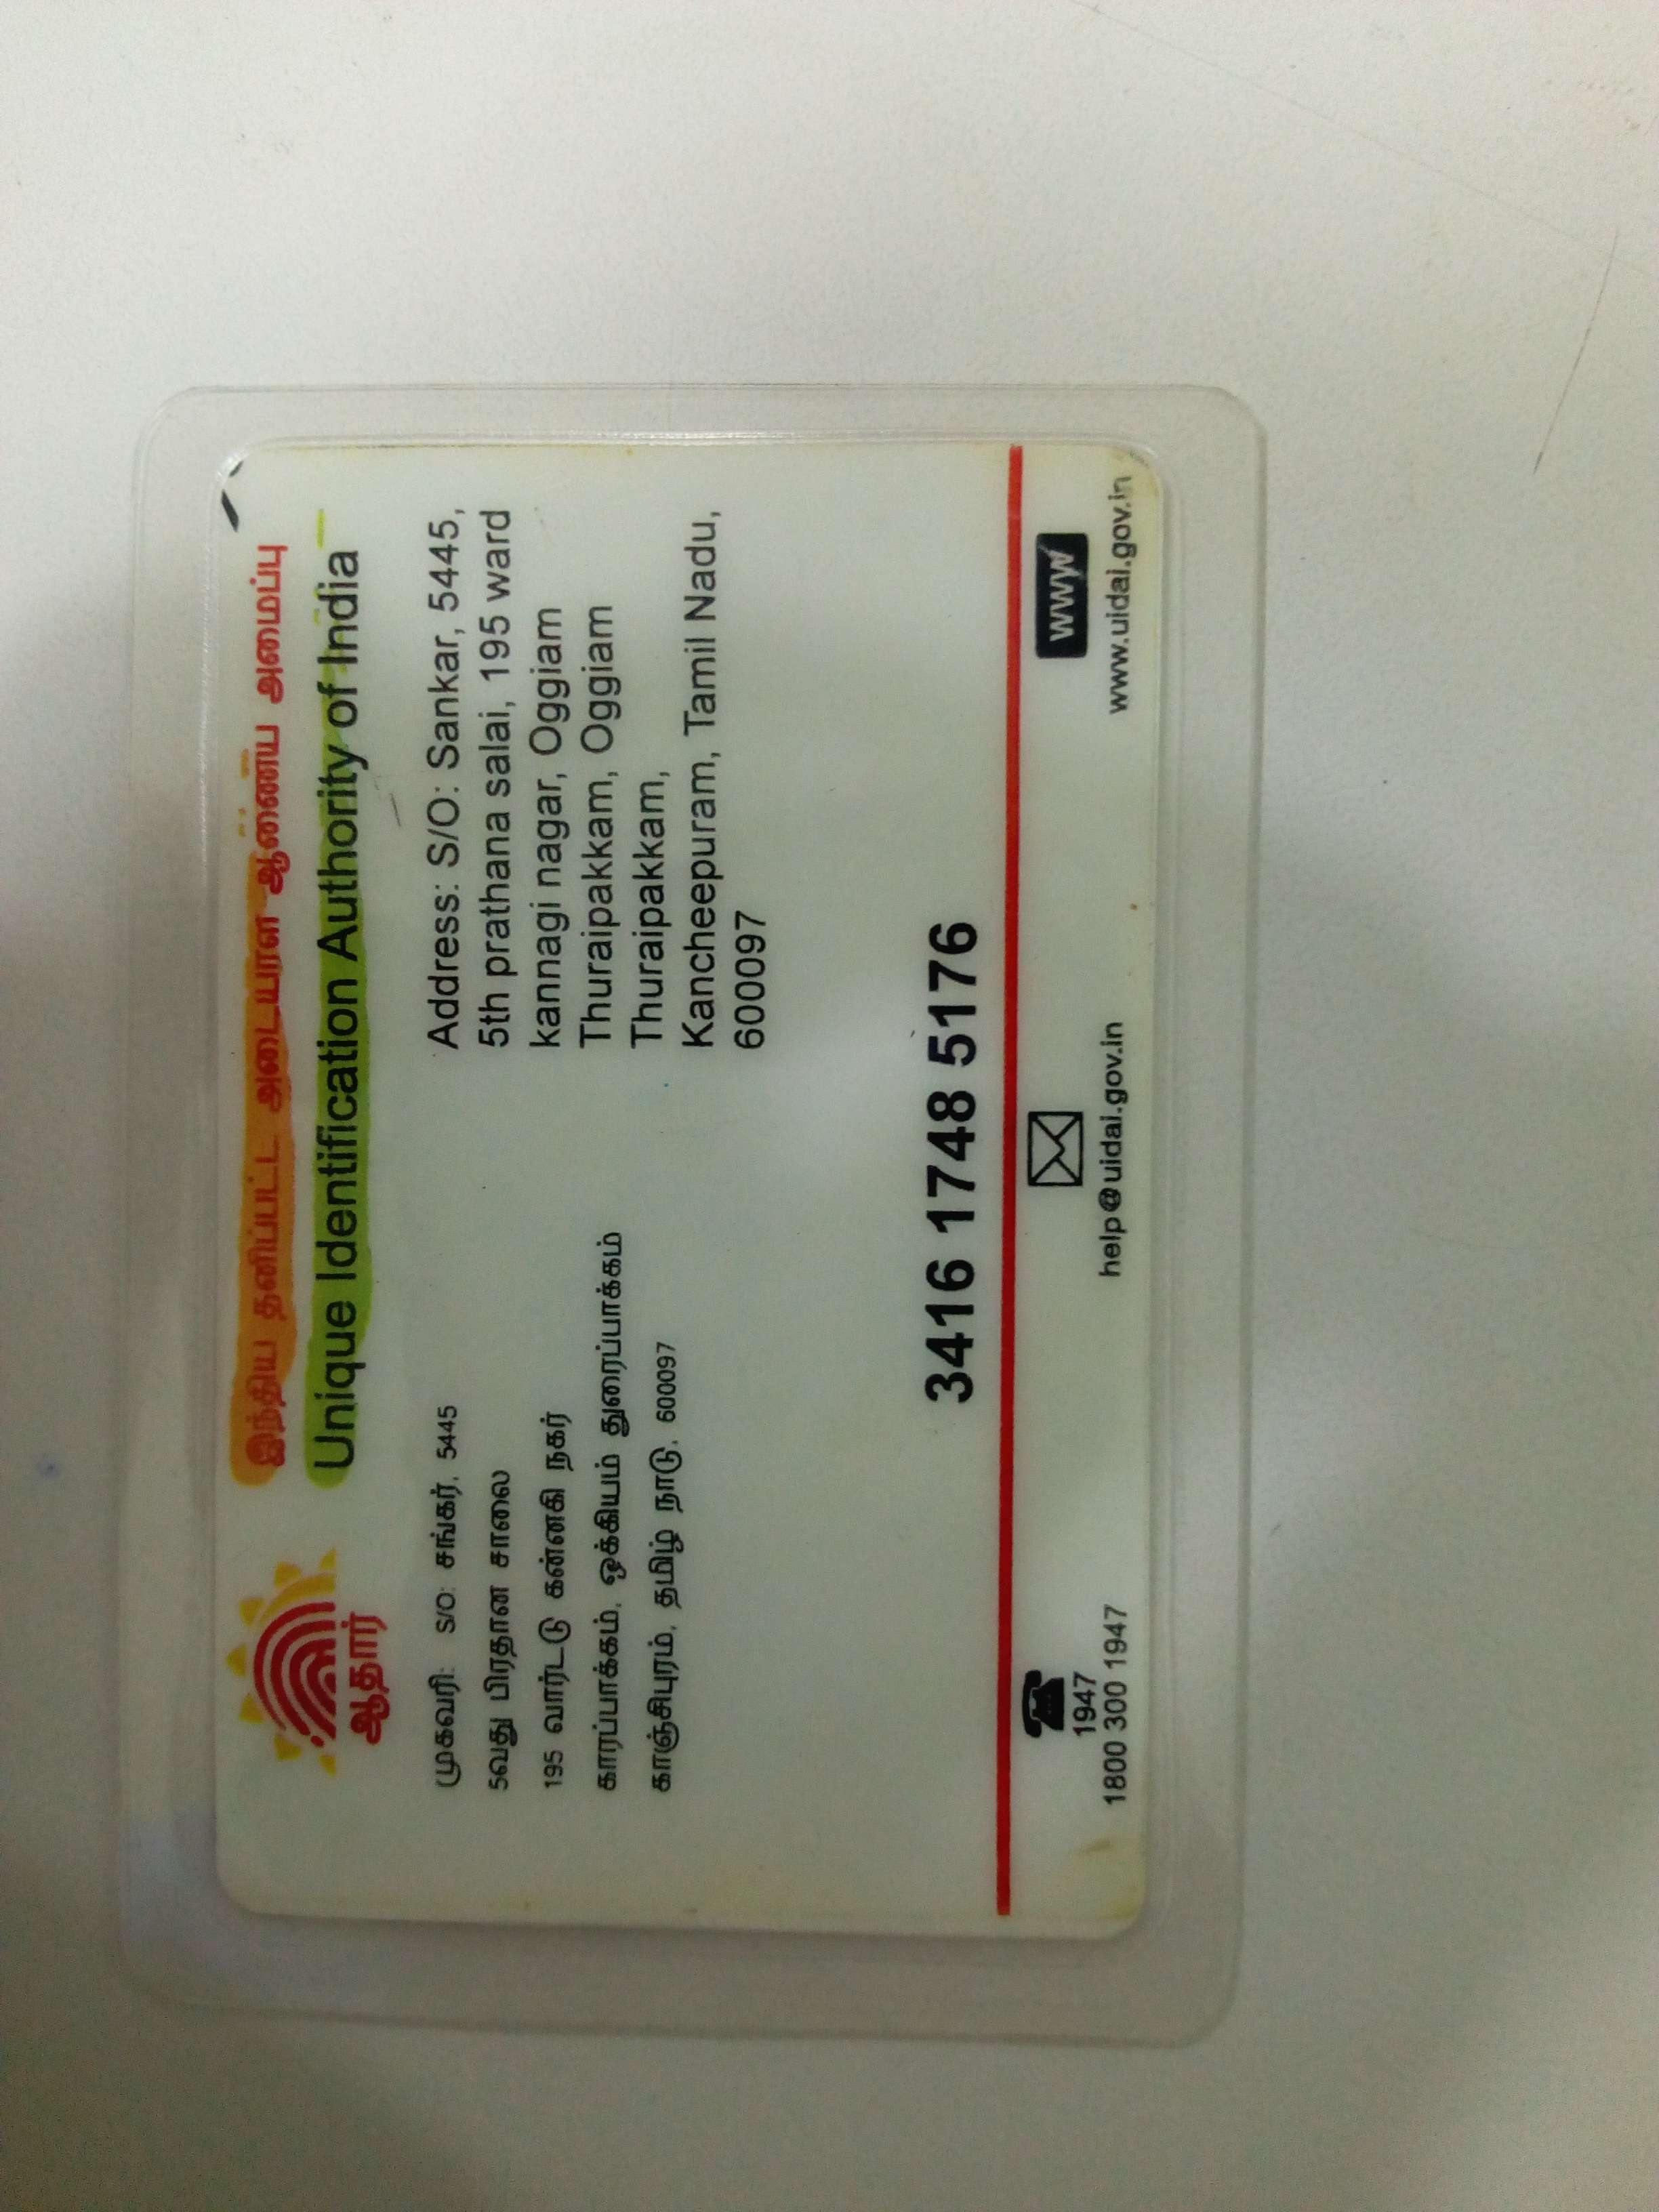 இந்திய தனிப்பட்ட அடையாள ஆணைய அமைப்பு
Unique Identification Authority of India
ஆதார்
முகவரி: S/O: சங்கர், 5445
5வது பிரதான சாலை
195 வார்டடு கன்னகி நகர்
கார்ப்பாக்கம், ஒக்கியம் துரைப்பாக்கம்
காஞ்சிபுரம், தமிழ் நாடு, 600097
Address: S/O: Sankar, 5445,
5th prathana salai, 195 ward
kannagi nagar, Oggiam
Thuraipakkam, Oggiam
Thuraipakkam,
Kancheepuram, Tamil Nadu,
600097
3416 1748 5176
1947
1800 300 1947
help@uidai.gov.in
WWW
www.uidai.gov.in